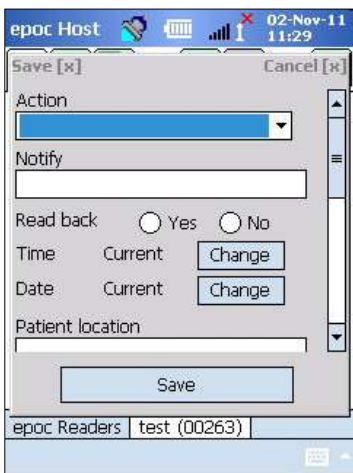 epoc Host 02-Nov-11
11:29
Save [x] Cancel [x]
Action
Notify
Read back Yes No
Time Current Change
Date Current Change
Patient location
Save
epoc Readers test (00263)